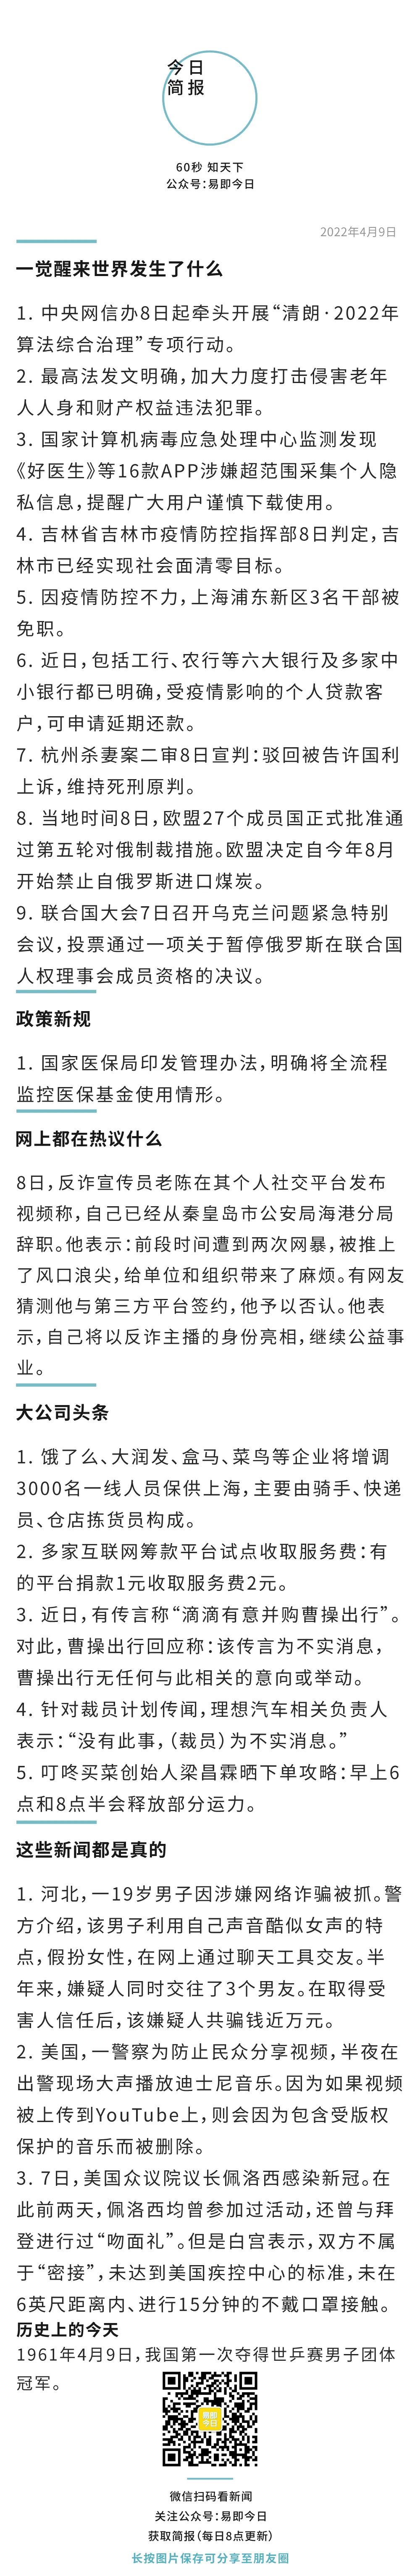 今日
简报
60秒 知天下
公众号：易即今日
2022年4月9日
一觉醒来世界发生了什么
1. 中央网信办8日起牵头开展“清朗·2022年
算法综合治理”专项行动。
2. 最高法发文明确，加大力度打击侵害老年
人人身和财产权益违法犯罪。
3. 国家计算机病毒应急处理中心监测发现
《好医生》等16款APP涉嫌超范围采集个人隐
私信息，提醒广大用户谨慎下载使用。
4. 吉林省吉林市疫情防控指挥部8日判定，吉
林市已经实现社会面清零目标。
5. 因疫情防控不力，上海浦东新区3名干部被
免职。
6. 近日，包括工行、农行等六大银行及多家中
小银行都已明确，受疫情影响的个人贷款客
户，可申请延期还款。
7. 杭州杀妻案二审8日宣判：驳回被告许国利
上诉，维持死刑原判。
8. 当地时间8日，欧盟27个成员国正式批准通
过第五轮对俄制裁措施。欧盟决定自今年8月
开始禁止自俄罗斯进口煤炭。
9. 联合国大会7日召开乌克兰问题紧急特别
会议，投票通过一项关于暂停俄罗斯在联合国
人权理事会成员资格的决议。
政策新规
1. 国家医保局印发管理办法，明确将全流程
监控医保基金使用情形。
网上都在热议什么
8日，反诈宣传员老陈在其个人社交平台发布
视频称，自己已经从秦皇岛市公安局海港分局
辞职。他表示：前段时间遭到两次网暴，被推上
了风口浪尖，给单位和组织带来了麻烦。有网友
猜测他与第三方平台签约，他予以否认。他表
示，自己将以反诈主播的身份亮相，继续公益事
业。
大公司头条
1. 饿了么、大润发、盒马、菜鸟等企业将增调
3000名一线人员保供上海，主要由骑手、快递
员、仓店拣货员构成。
2. 多家互联网筹款平台试点收取服务费：有
的平台捐款1元收取服务费2元。
3. 近日，有传言称“滴滴有意并购曹操出行”。
对此，曹操出行回应称：该传言为不实消息，
曹操出行无任何与此相关的意向或举动。
4. 针对裁员计划传闻，理想汽车相关负责人
表示：“没有此事，（裁员）为不实消息。”
5. 叮咚买菜创始人梁昌霖晒下单攻略：早上6
点和8点半会释放部分运力。
这些新闻都是真的
1. 河北，一19岁男子因涉嫌网络诈骗被抓。警
方介绍，该男子利用自己声音酷似女声的特
点，假扮女性，在网上通过聊天工具交友。半
年来，嫌疑人同时交往了3个男友。在取得受
害人信任后，该嫌疑人共骗钱近万元。
2. 美国，一警察为防止民众分享视频，半夜在
出警现场大声播放迪士尼音乐。因为如果视频
被上传到YouTube上，则会因为包含受版权
保护的音乐而被删除。
3. 7日，美国众议院议长佩洛西感染新冠。在
此前两天，佩洛西均曾参加过活动，还曾与拜
登进行过“吻面礼”。但是白宫表示，双方不属
于“密接”，未达到美国疾控中心的标准，未在
6英尺距离内、进行15分钟的不戴口罩接触。
历史上的今天
1961年4月9日，我国第一次夺得世乒赛男子团体
冠军。
易即
今日
微信扫码看新闻
关注公众号：易即今日
获取简报（每日8点更新）
长按图片保存可分享至朋友圈